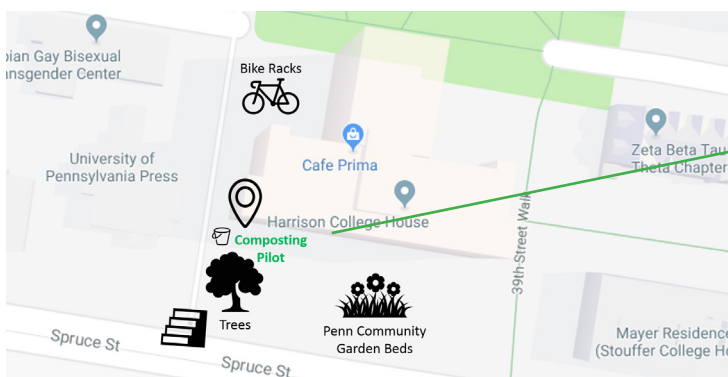 bian Gay Bisexual
ansgender Center
Bike Racks
University of
Pennsylvania Press
Cafe Prima
Zeta Beta Tau
Theta Chapter
Harrison College House
Composting
Pilot
39th Street Walk
Trees
Penn Community
Garden Beds
Spruce St
Spruce St
Mayer Residence
(Stouffer College Ho